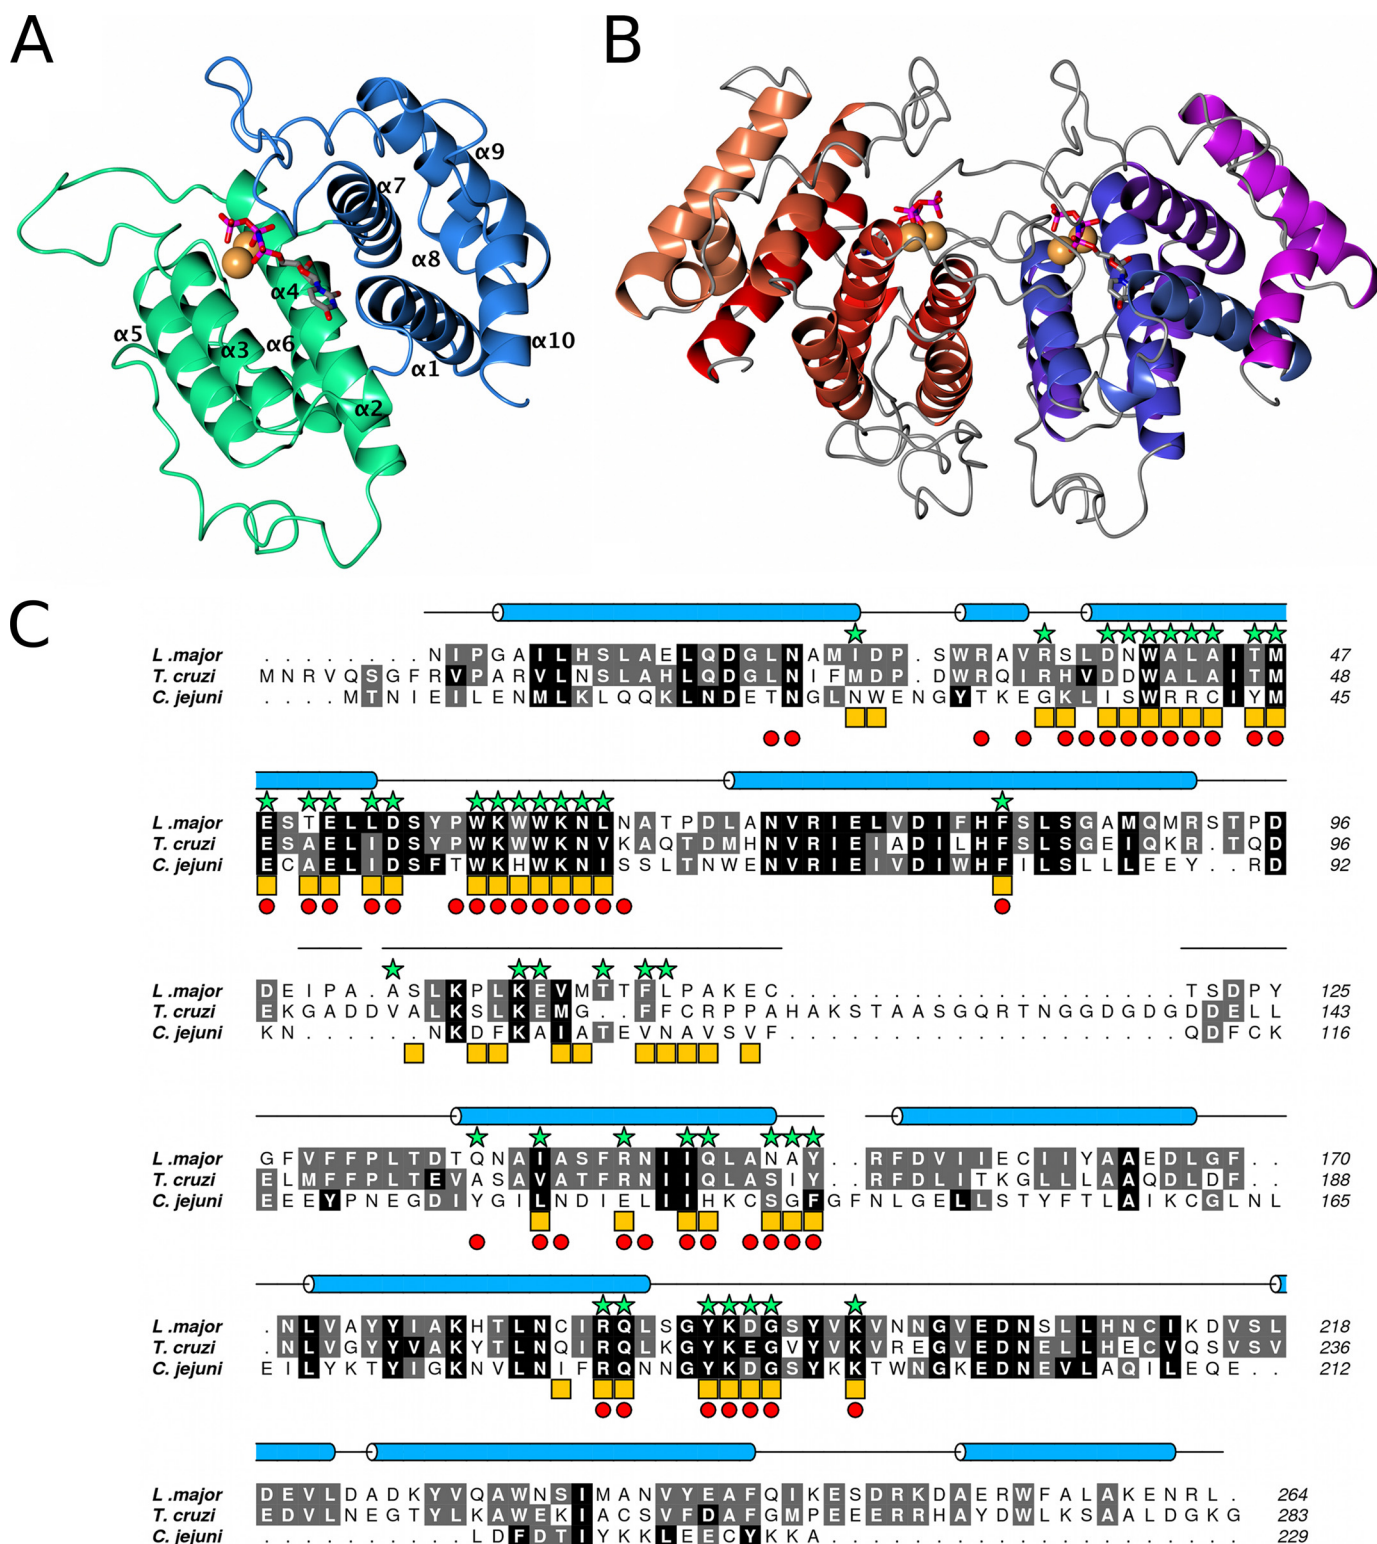 A
B
α7
α9
α8
α4
α5
α3
α6
α10
α1
α2
C
L .major . . . . . . . . N I P G A I L H S L A E L Q D G L N A M I D P . S W R A V R S L D N W A L A I T M 47
T. cruzi M N R V Q S G F R V P A R V L N S L A H L Q D G L N I F M D P . D W R Q I R H V D D W A L A I T M 48
C. jejuni . . . . M T N I E I L E N M L K L Q Q K L N D E T N G L N W E N G Y T K E G K L I S W R R C I Y M 45
L .major E S T E L L D S Y P W K W W K N L N A T P D L A N V R I E L V D I F H F S L S G A M Q M R S T P D 96
T. cruzi E S A E L I D S Y P W K W W K N V K A Q T D M H N V R I E I A D I L H F S L S G E I Q K R . T Q D 96
C. jejuni E C A E L I D S F T W K H W K N I S S L T N W E N V R I E I V D I W H F I L S L L L E E Y . . R D 92
L .major D E I P A . A S L K P L K E V M T T F L P A K E C . . . . . . . . . . . . . . . . . . . T S D P Y 125
T. cruzi E K G A D D V A L K S L K E M G . . F F C R P P A H A K S T A A S G Q R T N G G D G D G D D E L L 143
C. jejuni K N . . . . . . N K D F K A I A T E V N A V S V F . . . . . . . . . . . . . . . . . . . Q D F C K 116
L .major G F V F F P L T D T Q N A I A S F R N I I Q L A N A Y . . R F D V I I E C I I Y A A E D L G F . . 170
T. cruzi E L M F F P L T E V A S A V A T F R N I I Q L A S I Y . . R F D L I T K G L L L A A Q D L D F . . 188
C. jejuni E E E Y P N E G D I Y G I L N D I E L I I H K C S G F G F N L G E L L S T Y F T L A I K C G L N L 165
L .major . N L V A Y Y I A K H T L N C I R Q L S G Y K D G S Y V K V N N G V E D N S L L H N C I K D V S L 218
T. cruzi . N L V G Y Y V A K Y T L N Q I R Q L K G Y K E G V Y V K V R E G V E D N E L L H E C V Q S V S V 236
C. jejuni E I L Y K T Y I G K N V L N I F R Q N N G Y K D G S Y K K T W N G K E D N E V L A Q I L E Q E . . 212
L .major D E V L D A D K Y V Q A W N S I M A N V Y E A F Q I K E S D R K D A E R W F A L A K E N R L . 264
T. cruzi E D V L N E G T Y L K A W E K I A C S V F D A F G M P E E E R R H A Y D W L K S A A L D G K G 283
C. jejuni . . . . . . . . . . L D F D T I Y K K L E E C Y K K A . . . . . . . . . . . . . . . . . . . . 229